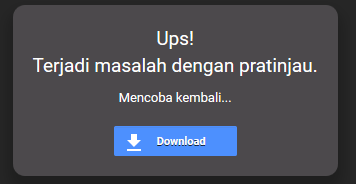 Ups!
Terjadi masalah dengan pratinjau.
Mencoba kembali...
Download